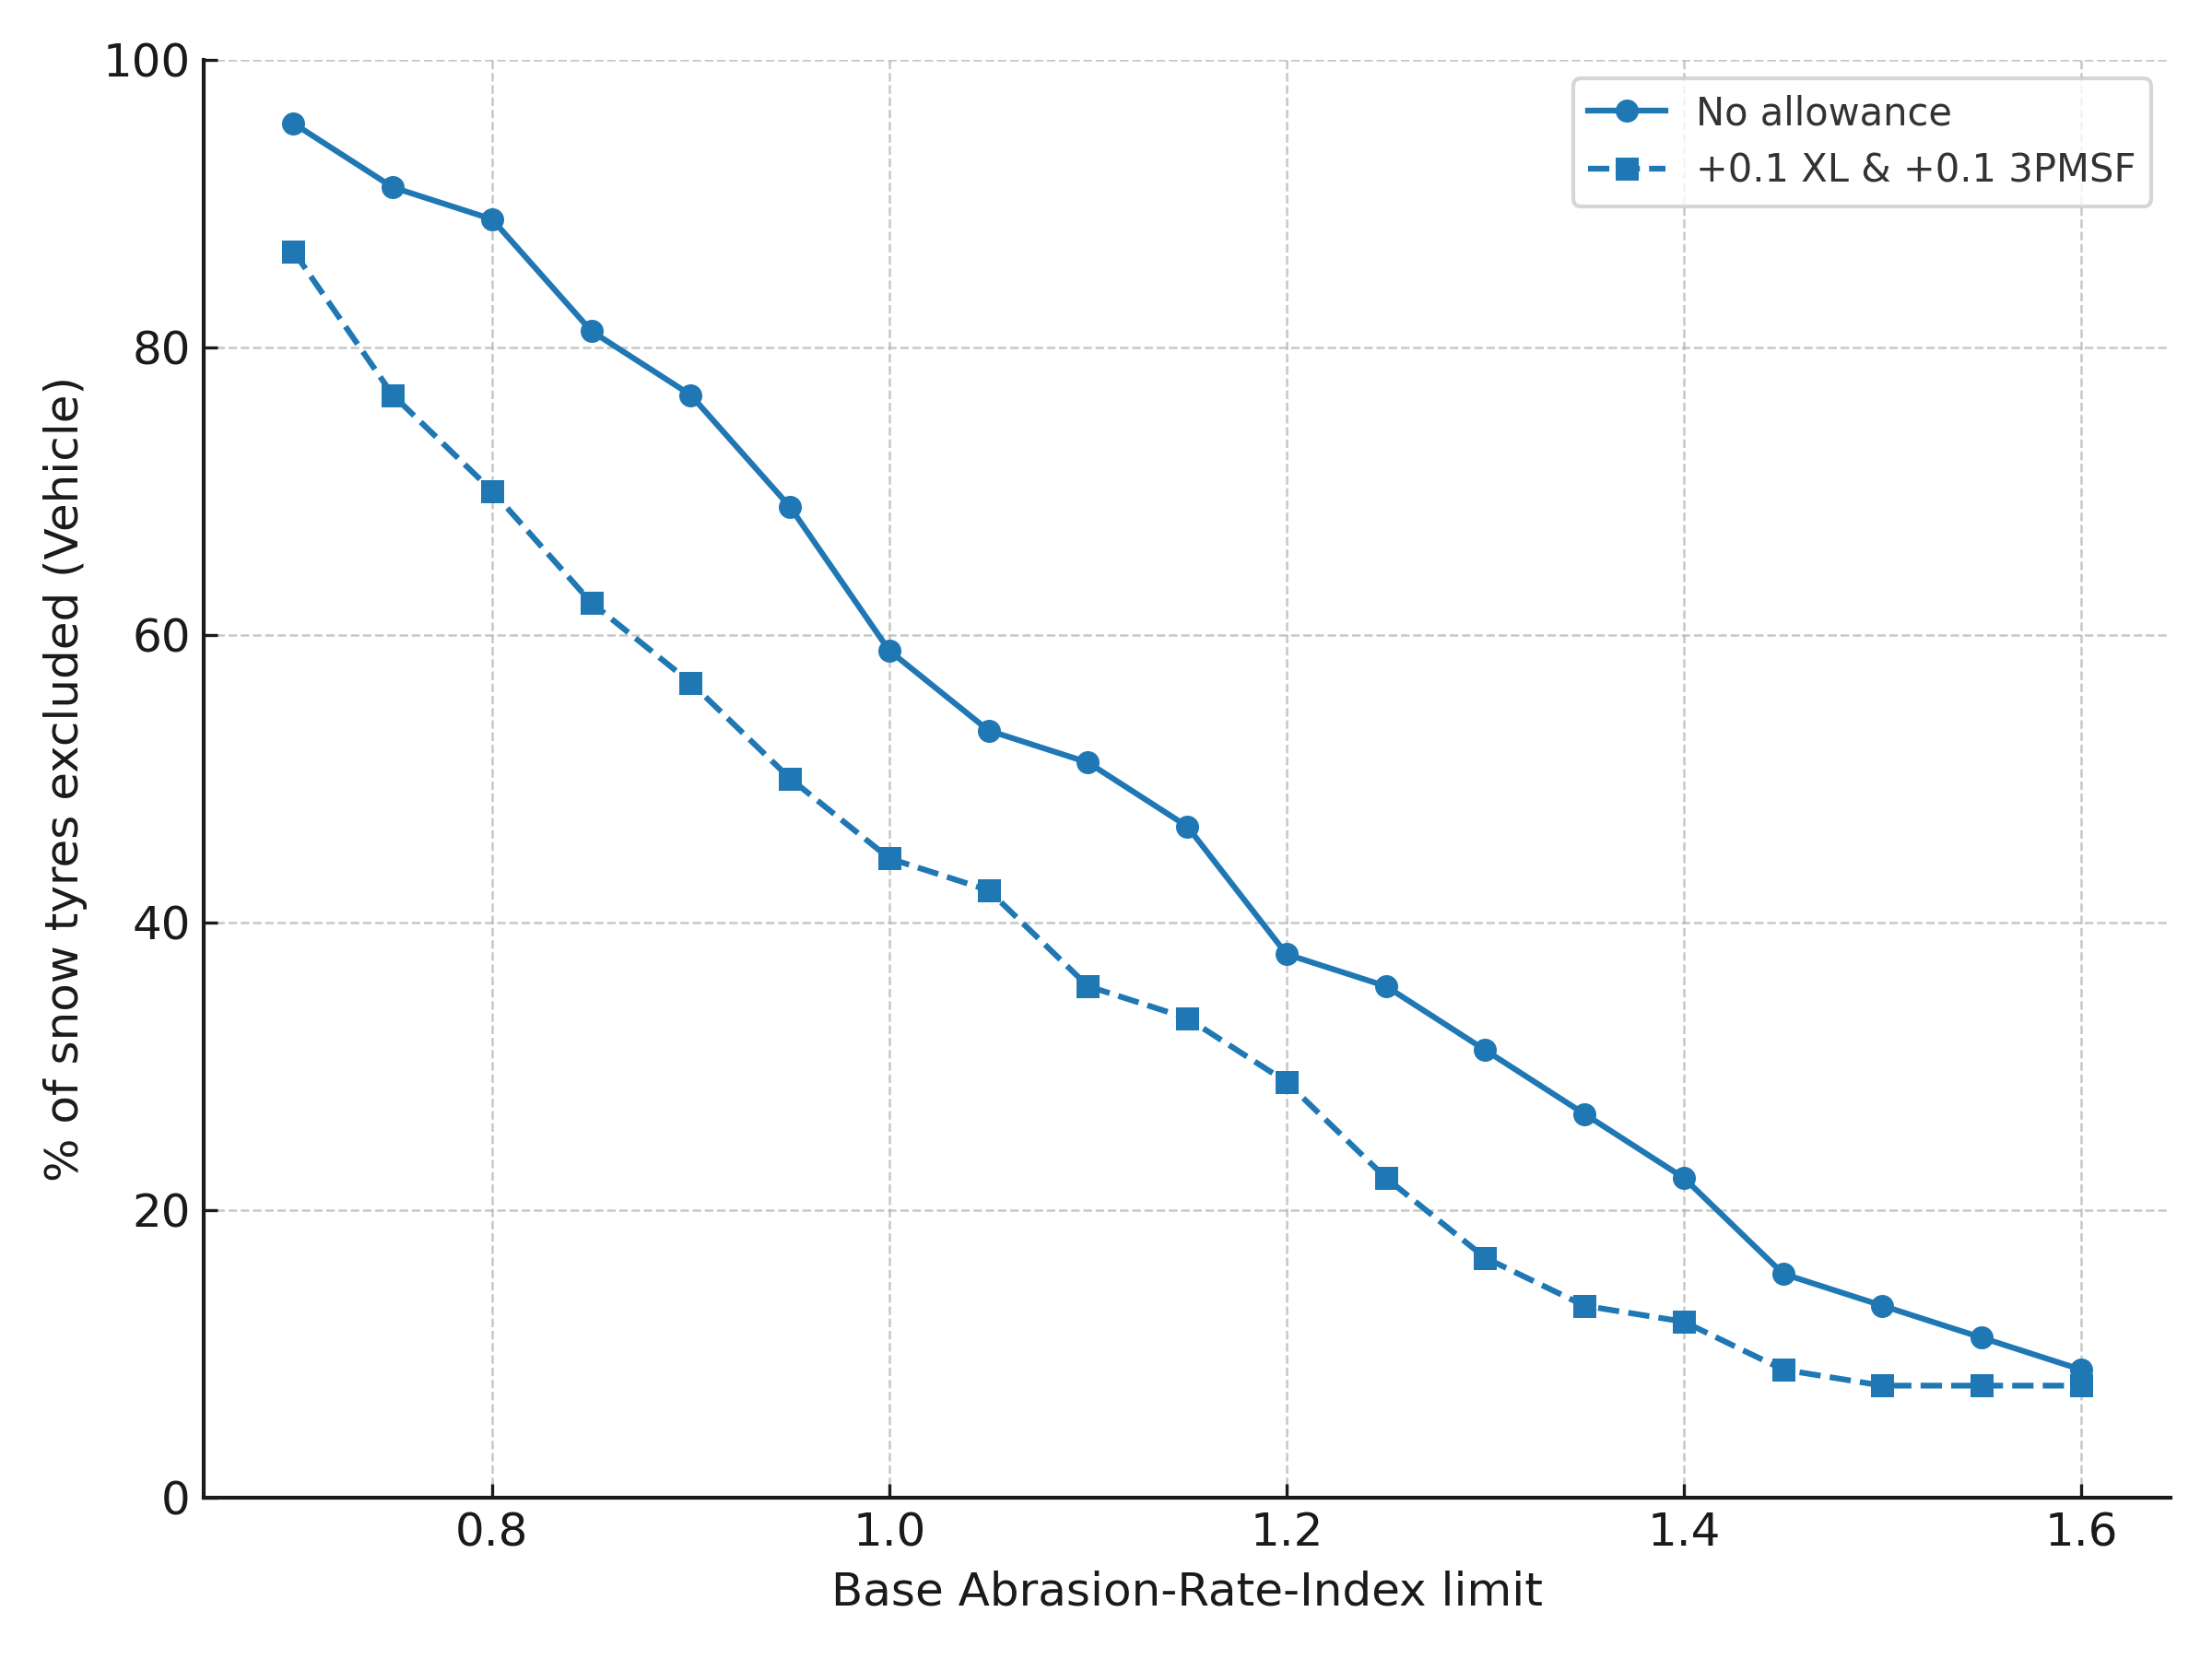 No allowance
+0.1 XL & +0.1 3PMSF
% of snow tyres excluded (Vehicle)
100
80
60
40
20
0
0.8 1.0 1.2 1.4 1.6
Base Abrasion-Rate-Index limit